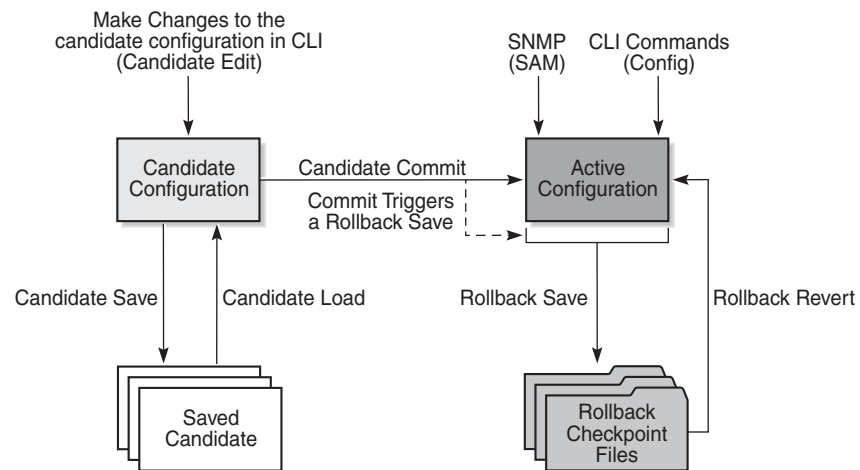 Make Changes to the
candidate configuration in CLI
(Candidate Edit)
SNMP
(SAM)
CLI Commands
(Config)
Candidate
Configuration
Candidate Commit
Commit Triggers
a Rollback Save
Active
Configuration
Candidate Save
Candidate Load
Rollback Save
Rollback Revert
Saved
Candidate
Rollback
Checkpoint
Files